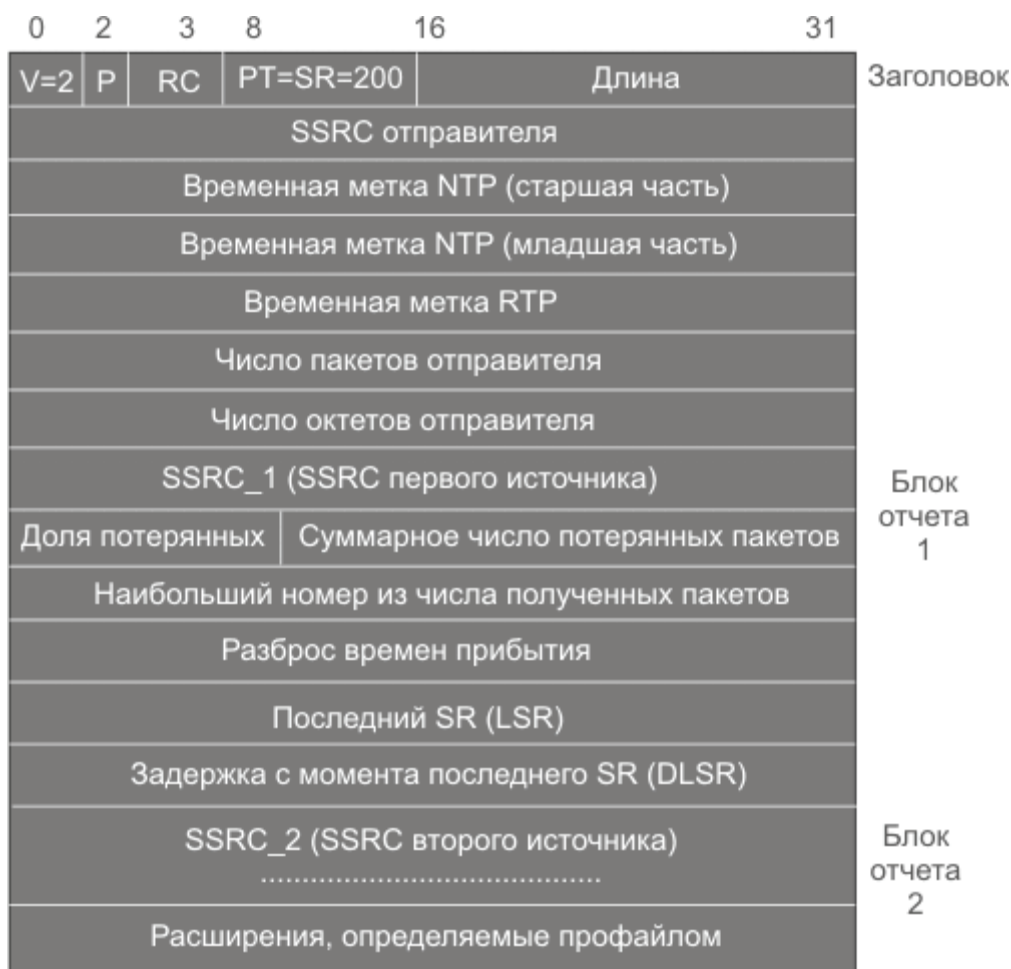 0 2 3 8 16 31
V=2 P RC PT=SR=200 Длина Заголовок
SSRC отправителя
Временная метка NTP (старшая часть)
Временная метка NTP (младшая часть)
Временная метка RTP
Число пакетов отправителя
Число октетов отправителя
SSRC_1 (SSRC первого источника)
Блок
отчета
1
Доля потерянных Суммарное число потерянных пакетов
Наибольший номер из числа полученных пакетов
Разброс времен прибытия
Последний SR (LSR)
Задержка с момента последнего SR (DLSR)
SSRC_2 (SSRC второго источника)
.........................................
Блок
отчета
2
Расширения, определяемые профайлом